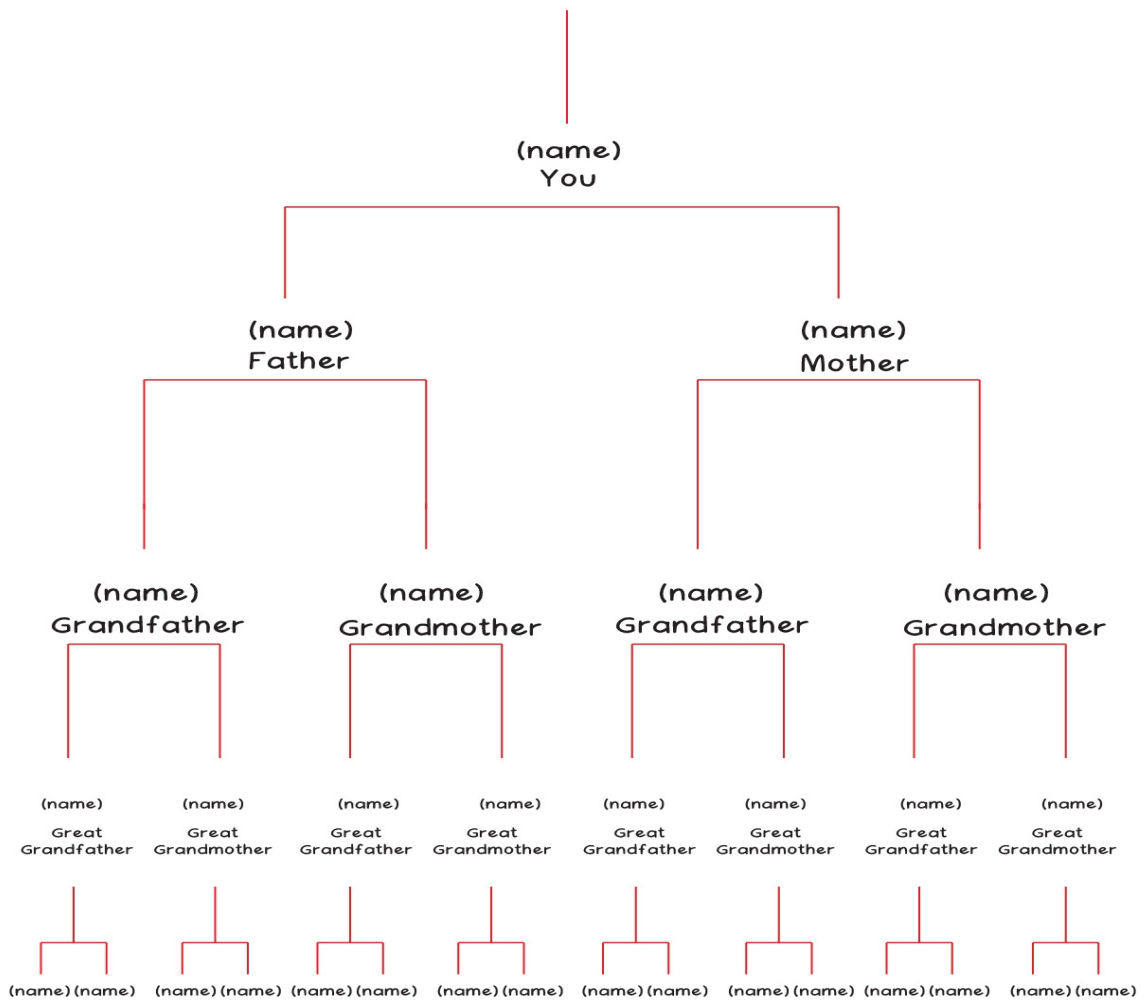 (name)
You
(name) (name)
Father Mother
(name) (name) (name) (name)
Grandfather Grandmother Grandfather Grandmother
(name) (name) (name) (name) (name) (name) (name) (name)
Great Great Great Great Great Great Great Great
Grandfather Grandmother Grandfather Grandmother Grandfather Grandmother Grandfather Grandmother
(name) (name) (name) (name) (name) (name) (name) (name) (name) (name) (name) (name) (name) (name) (name) (name)